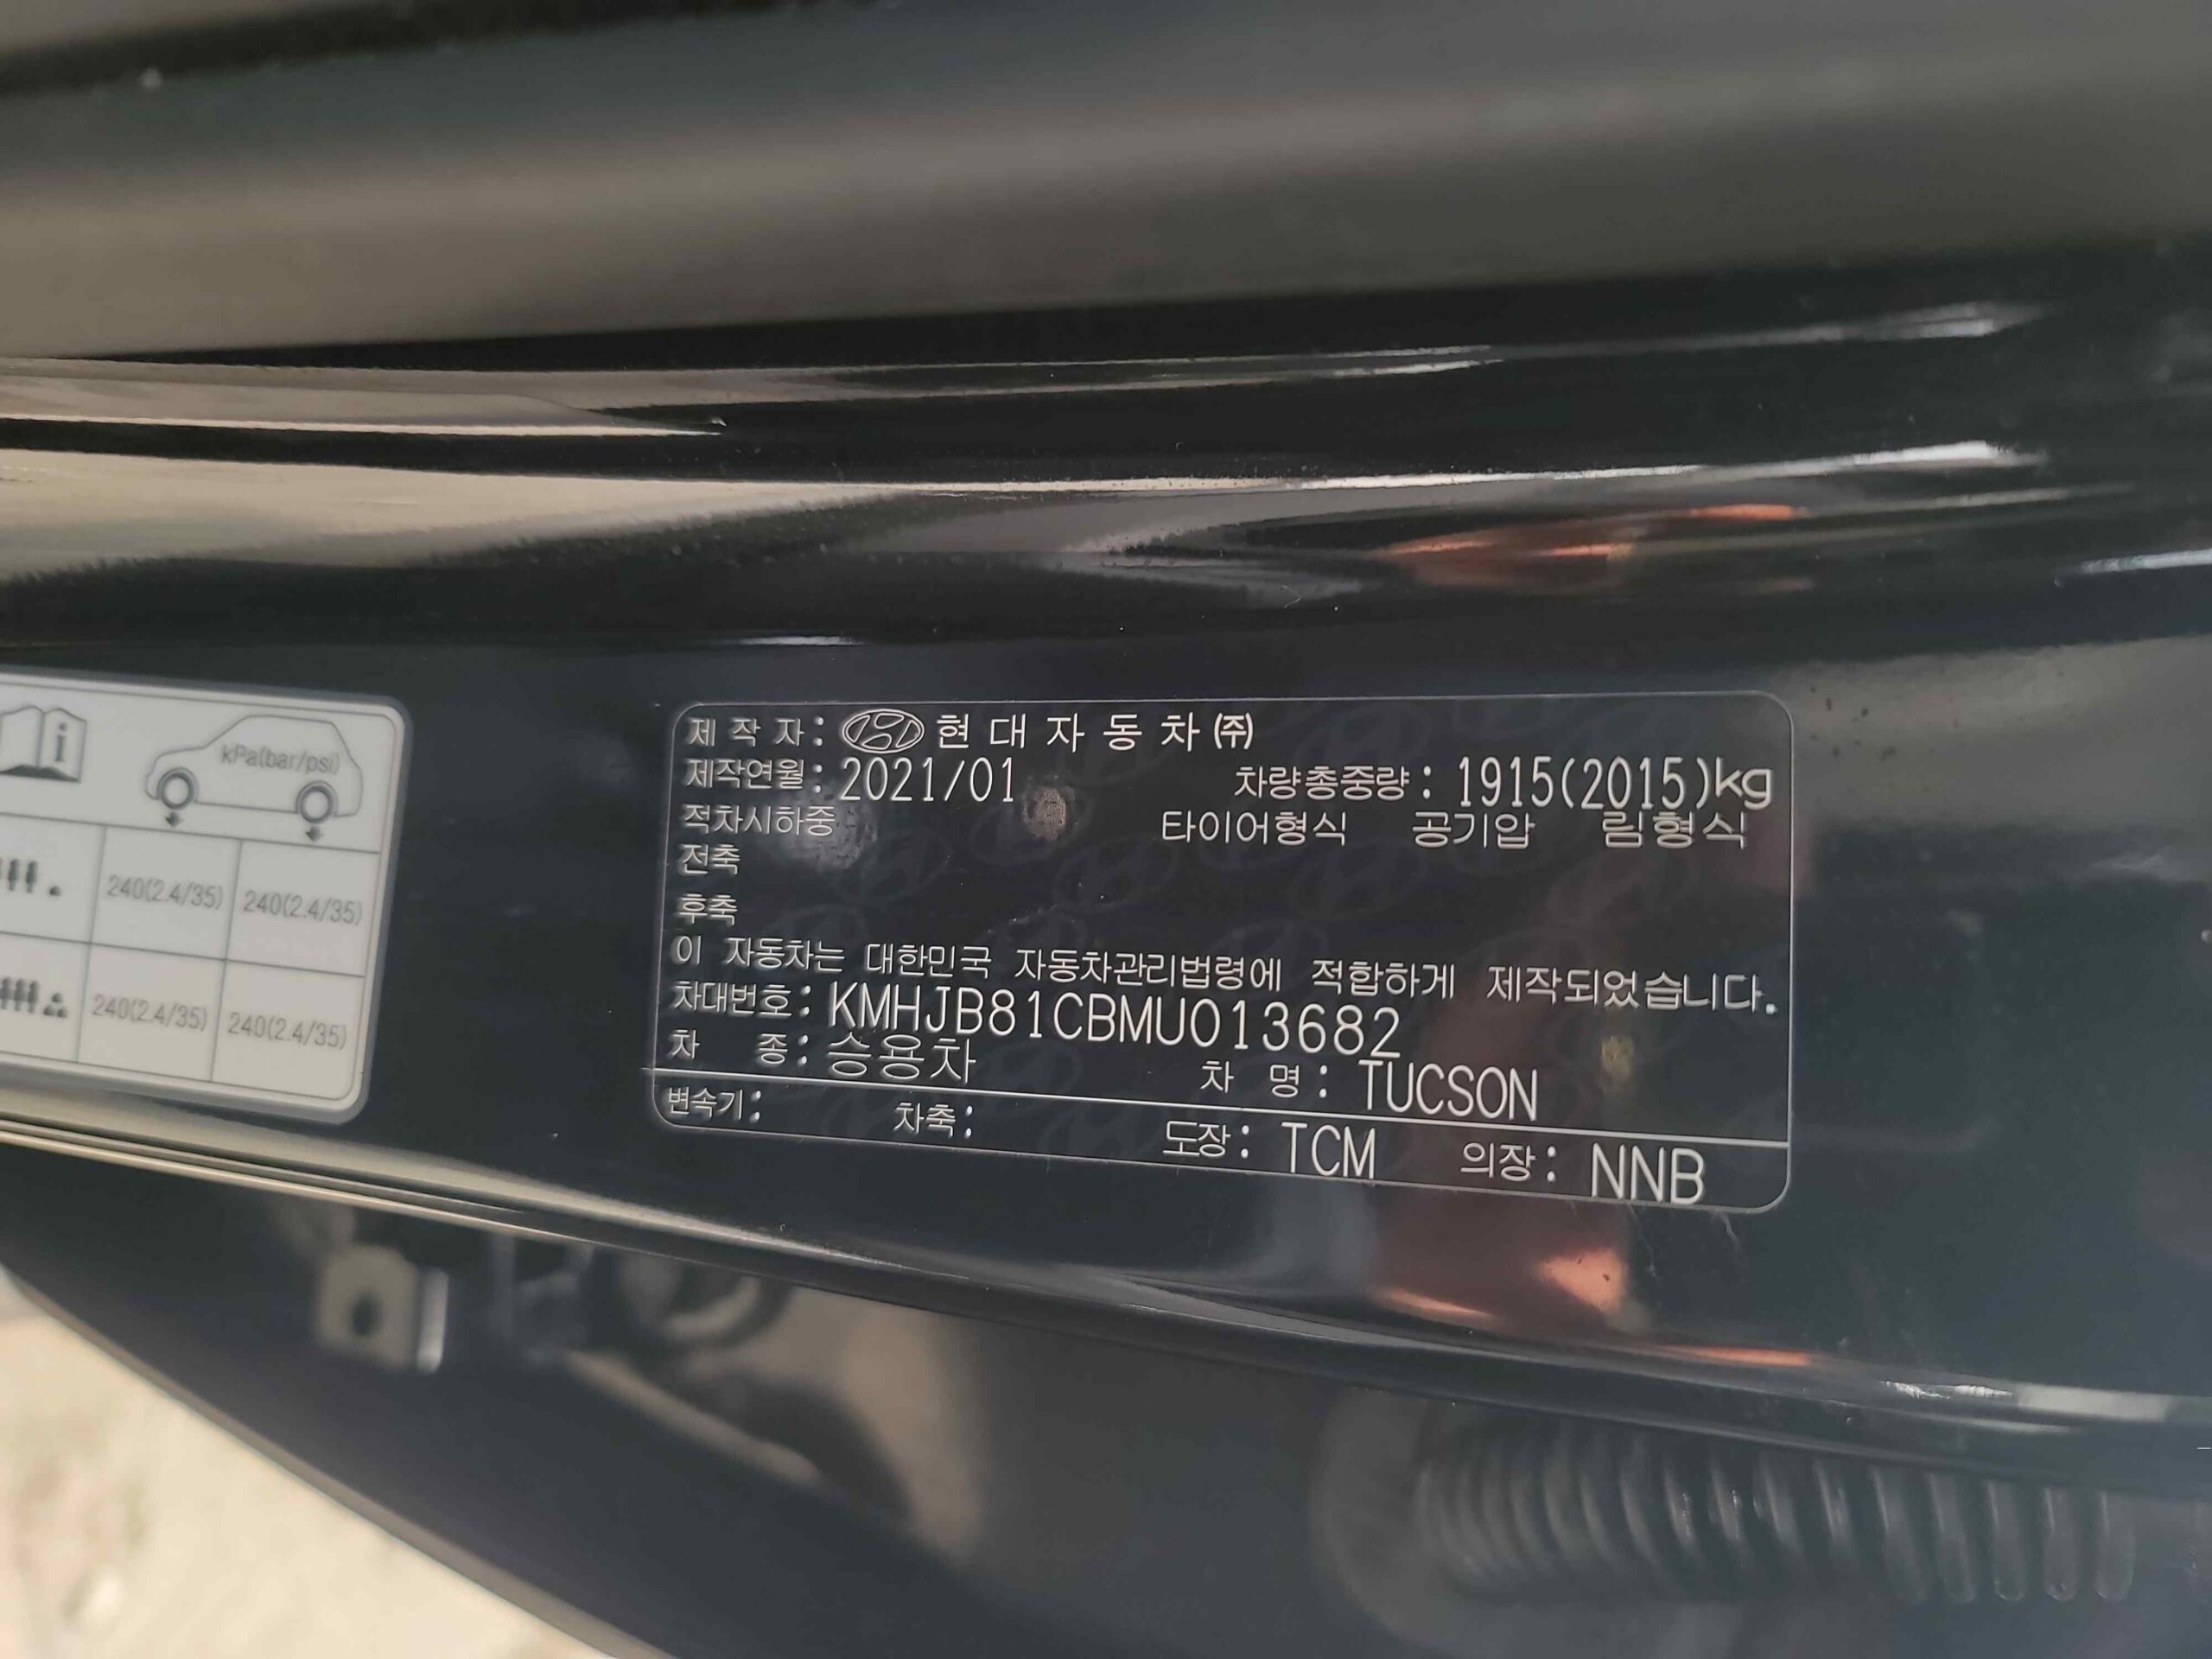 kPa(bar/psi)
240(2.4/35) 240(2.4/35)
240(2.4/35) 240(2.4/35)
제 작 자: 현 대 자 동 차 ㈜
제작연월: 2021/01 차량총중량: 1915(2015)kg
적차시하중 타이어형식 공기압 림형식
전축
후축
이 자동차는 대한민국 자동차관리법령에 적합하게 제작되었습니다.
차대번호: KMHJB81CBMU013682
차 종: 승용차 차 명: TUCSON
변속기: 차축: 도장: TCM 의장: NNB